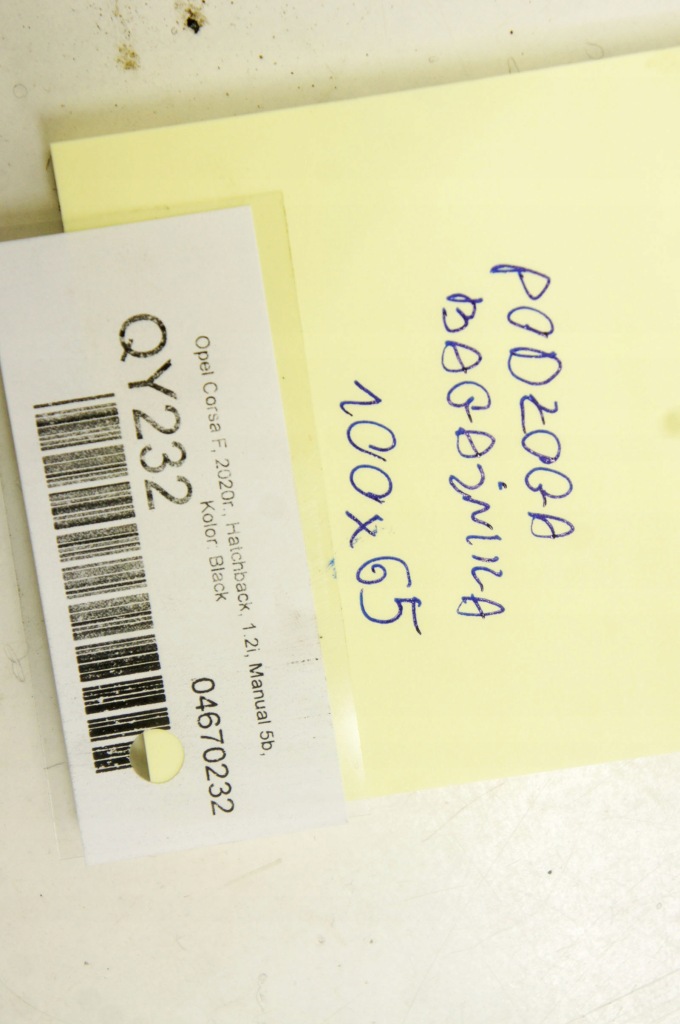 PODŁOGA
BAGAŻNIKA
100x65
Opel Corsa F, 2020r., Hatchback, 1.2i, Manual 5b,
Kolor: Black
QY232
04670232